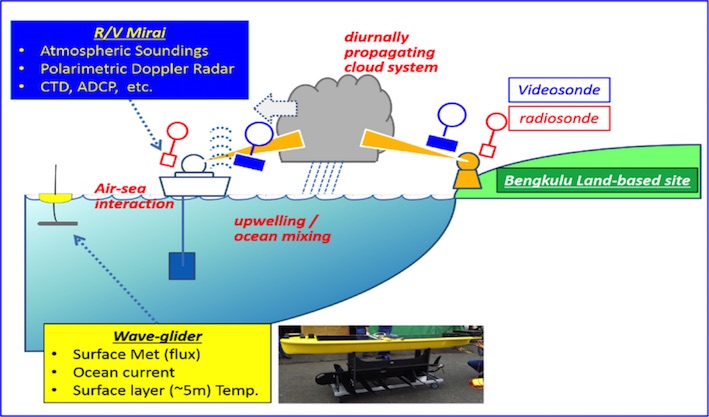 R/V Mirai
• Atmospheric Soundings
• Polarimetric Doppler Radar
• CTD, ADCP, etc.
diurnally
propagating
cloud system
Videosonde
radiosonde
Bengkulu Land-based site
Air-sea
interaction
upwelling /
ocean mixing
Wave-glider
• Surface Met (flux)
• Ocean current
• Surface layer (~5m) Temp.